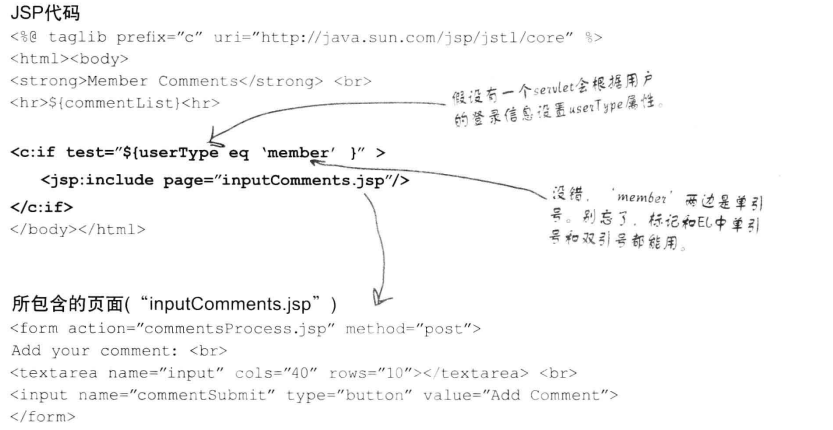 JSP代码
<%@ taglib prefix="c" uri="http://java.sun.com/jsp/jstl/core" %>
<html><body>
<strong>Member Comments</strong> <br>
<hr>${commentList}<hr>
假设有一个servlet会根据用户
的登录信息设置userType属性。
<c:if test="${userType eq ‘member’ }" >
<jsp:include page="inputComments.jsp"/>
</c:if>
</body></html>
没错，‘member’两边是单引
号。别忘了，标记和EL中单引
号和双引号都能用。
所包含的页面(“inputComments.jsp”)
<form action="commentsProcess.jsp" method="post">
Add your comment: <br>
<textarea name="input" cols="40" rows="10"></textarea> <br>
<input name="commentSubmit" type="button" value="Add Comment">
</form>